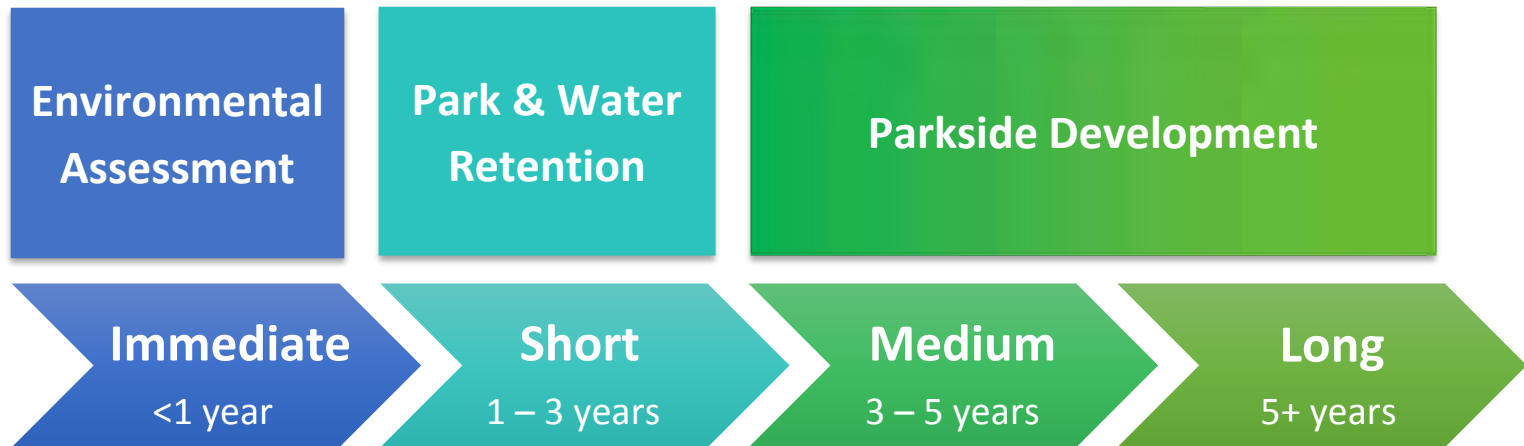 Environmental
Assessment
Park & Water
Retention
Parkside Development
Immediate
<1 year
Short
1 – 3 years
Medium
3 – 5 years
Long
5+ years